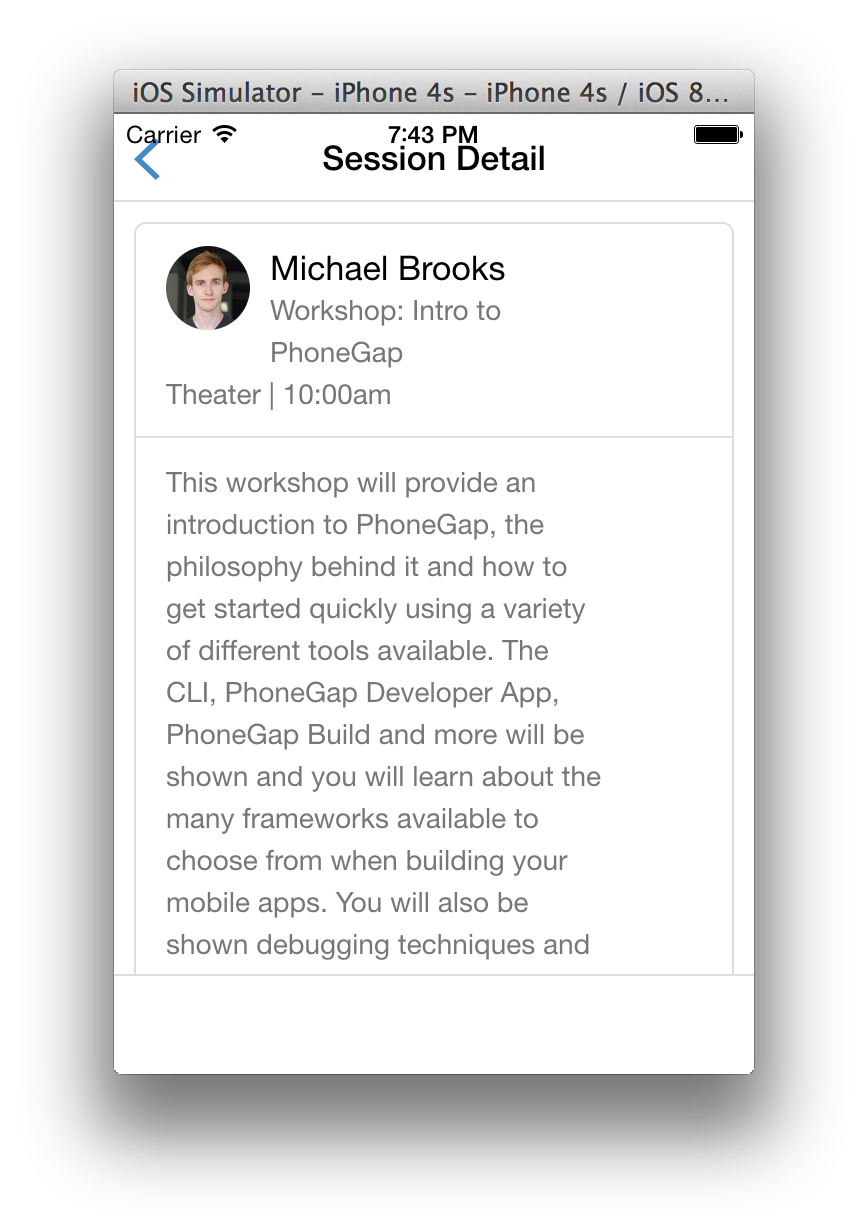 iOS Simulator – iPhone 4s – iPhone 4s / iOS 8...
Carrier 7:43 PM
Session Detail
Michael Brooks
Workshop: Intro to
PhoneGap
Theater | 10:00am
This workshop will provide an
introduction to PhoneGap, the
philosophy behind it and how to
get started quickly using a variety
of different tools available. The
CLI, PhoneGap Developer App,
PhoneGap Build and more will be
shown and you will learn about the
many frameworks available to
choose from when building your
mobile apps. You will also be
shown debugging techniques and